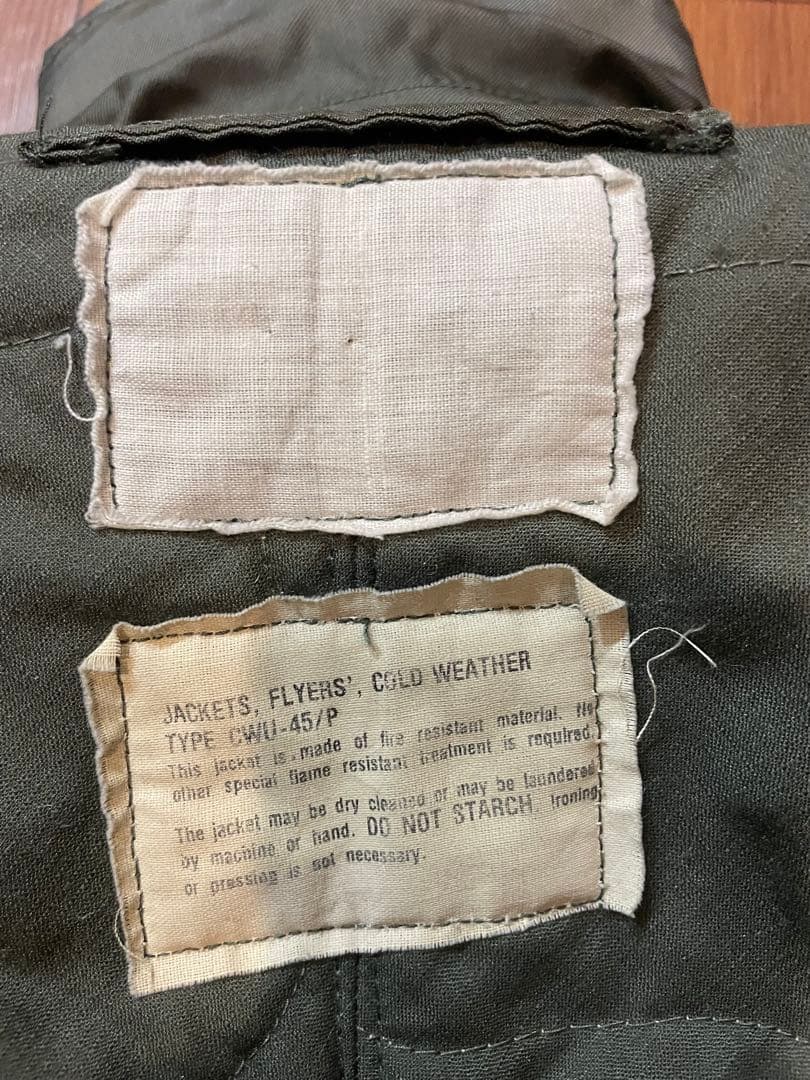 JACKETS, FLYERS', COLD WEATHER
TYPE CWU-45/P
This jacket is made of fire resistant material. No
other special flame resistant treatment is required.
The jacket may be dry cleaned or may be laundered
by machine or hand. DO NOT STARCH. Ironing
or pressing is not necessary.